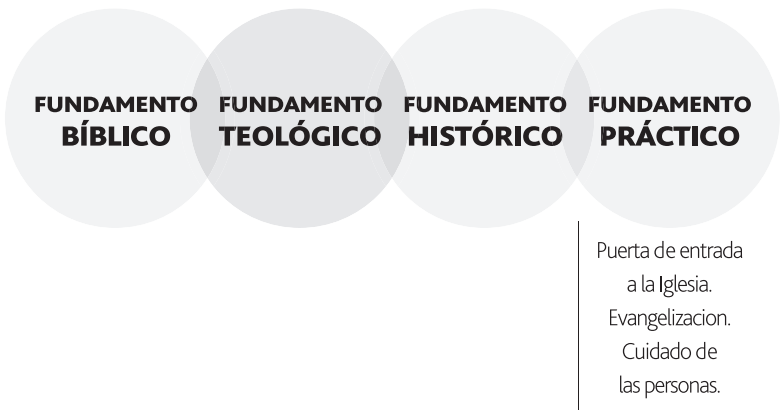 FUNDAMENTO
BÍBLICO
FUNDAMENTO
TEOLÓGICO
FUNDAMENTO
HISTÓRICO
FUNDAMENTO
PRÁCTICO
Puerta de entrada
a la Iglesia.
Evangelizacion.
Cuidado de
las personas.